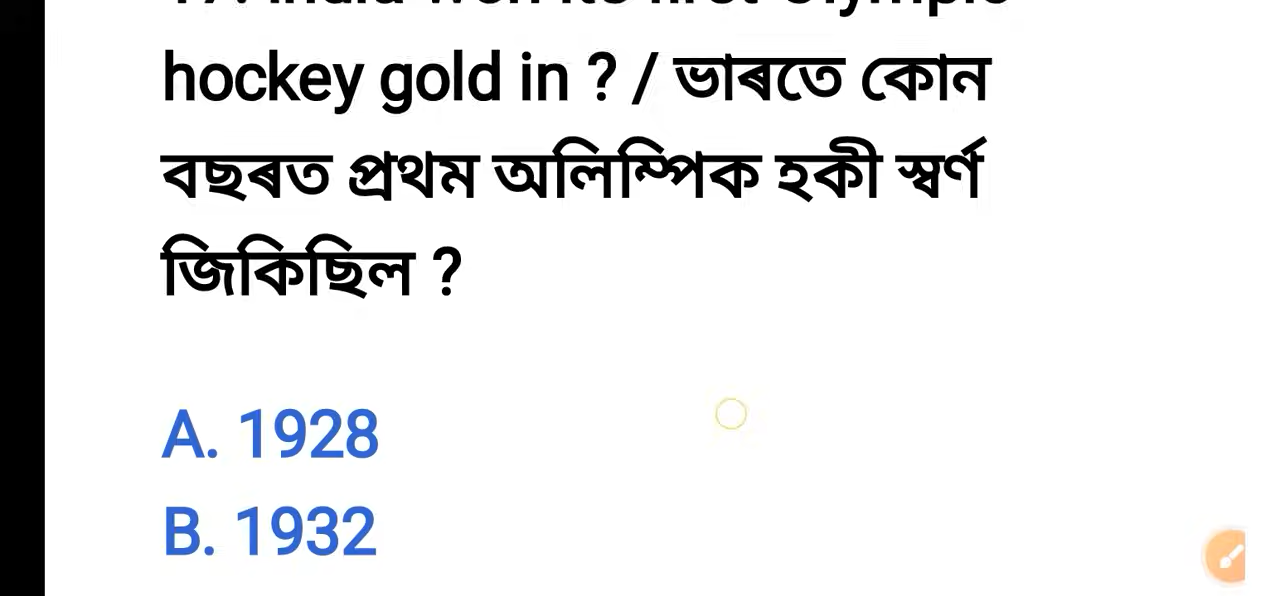 hockey gold in ? / ভাৰতে কোন
বছৰত প্ৰথম অলিম্পিক হকী স্বৰ্ণ
জিকিছিল ?
A. 1928
B. 1932